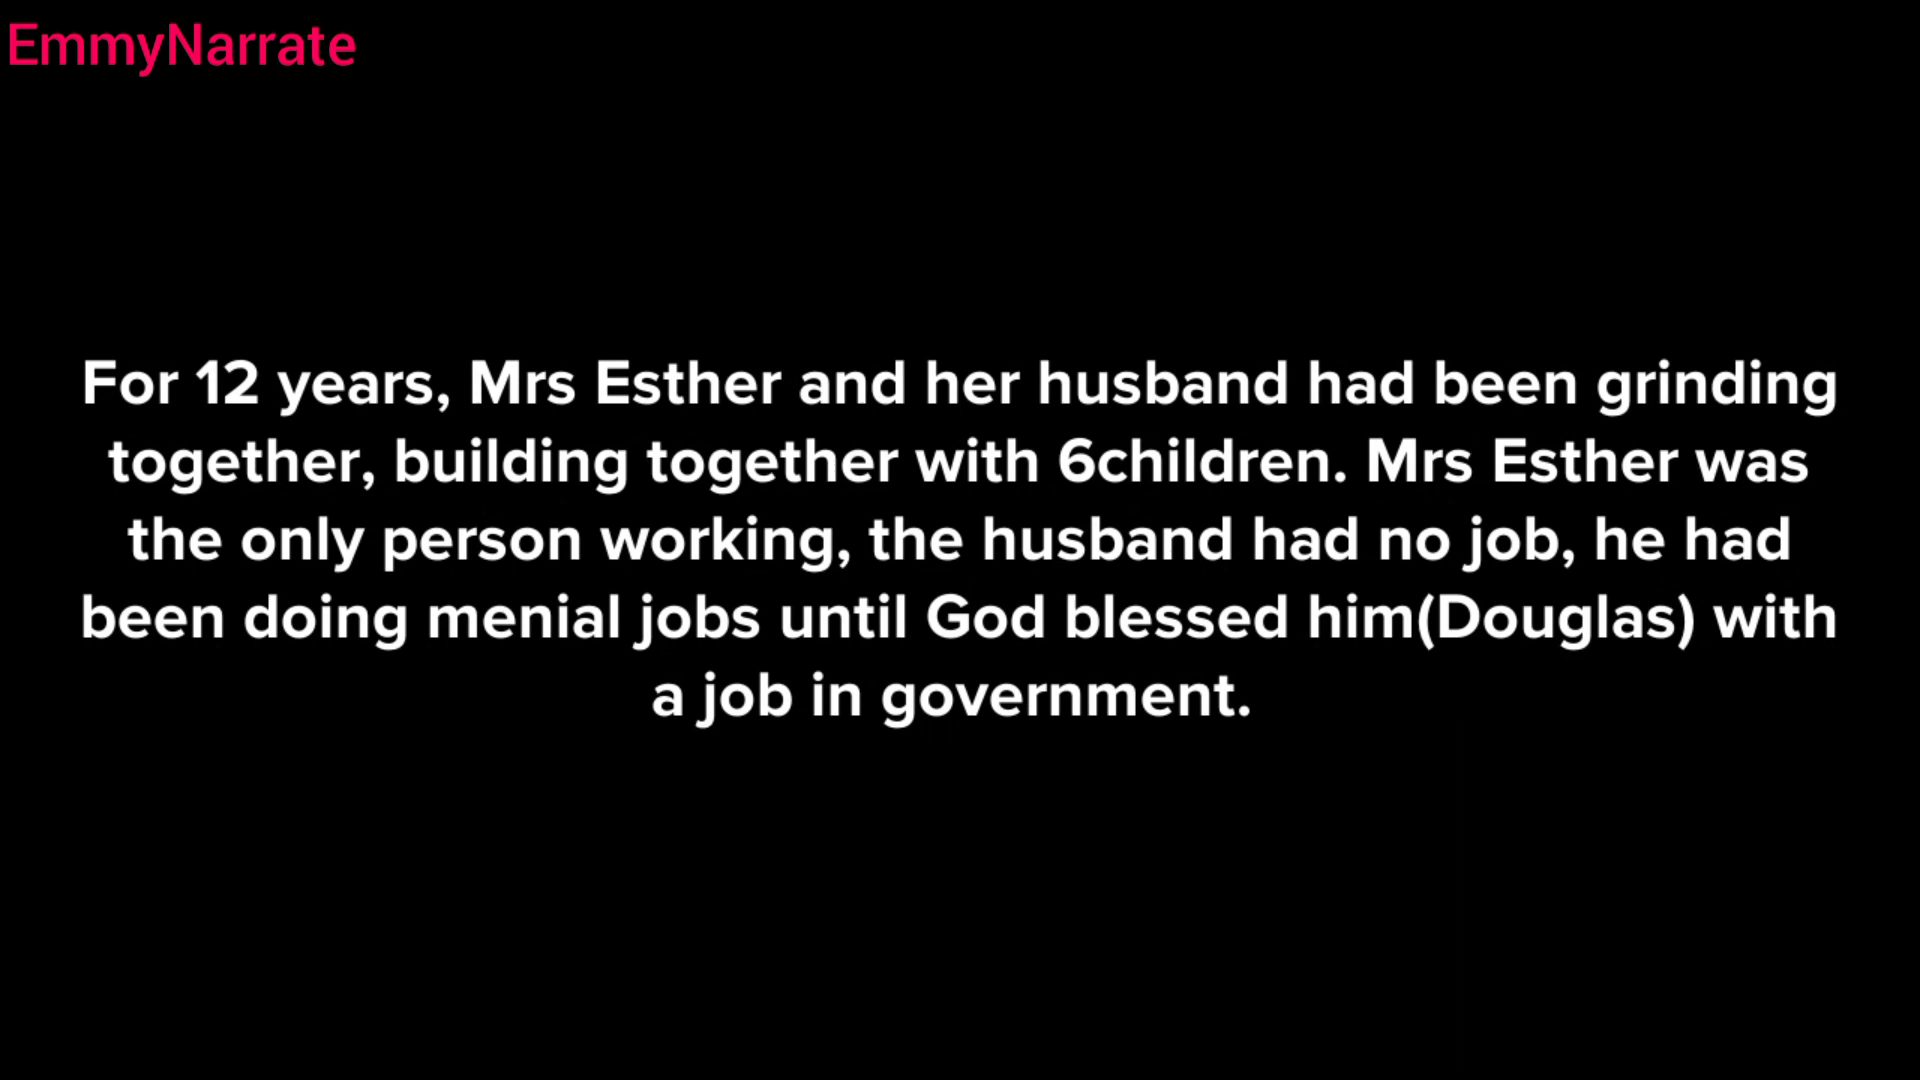 EmmyNarrate
For 12 years, Mrs Esther and her husband had been grinding
together, building together with 6children. Mrs Esther was
the only person working, the husband had no job, he had
been doing menial jobs until God blessed him(Douglas) with
a job in government.